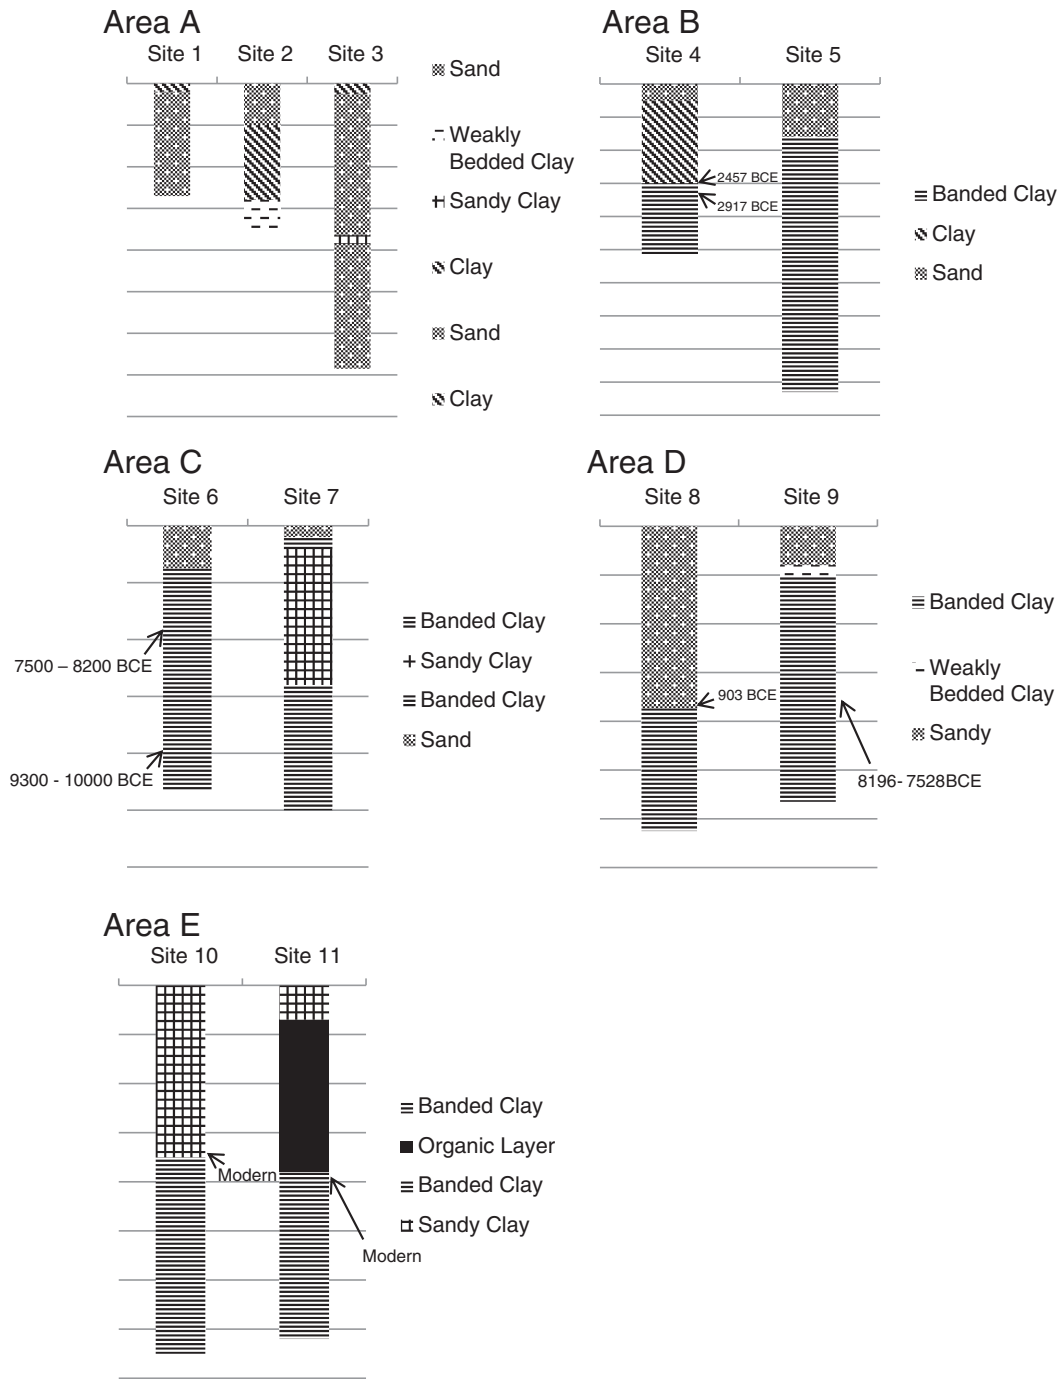 Area A
Site 1 Site 2 Site 3
Sand
Weakly
Bedded Clay
Sandy Clay
Clay
Sand
Clay
Area B
Site 4 Site 5
2457 BCE
2917 BCE
Banded Clay
Clay
Sand
Area C
Site 6 Site 7
7500 – 8200 BCE
9300 - 10000 BCE
Banded Clay
Sandy Clay
Banded Clay
Sand
Area D
Site 8 Site 9
903 BCE
8196- 7528BCE
Banded Clay
Weakly
Bedded Clay
Sandy
Area E
Site 10 Site 11
Modern
Modern
Banded Clay
Organic Layer
Banded Clay
Sandy Clay